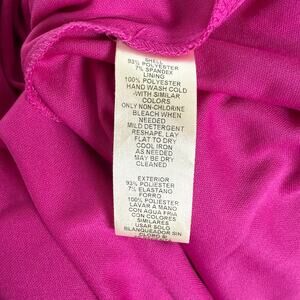 SHELL
93% POLYESTER
7% SPANDEX
LINING
100% POLYESTER
HAND WASH COLD
-WITH SIMILAR
COLORS
ONLY NON-CHLORINE
BLEACH WHEN
NEEDED
MILD DETERGENT
RESHAPE, LAY
FLAT TO DRY
COOL IRON
AS NEEDED
MAY BE DRY
CLEANED
EXTERIOR
93% POLIESTER
7% ELASTANO
FORRO
100% POLIESTER
LAVAR A MANO
CON AGUA FRIA
CON COLORES
SIMILARES
USAR SOLO
BLANQUEADOR SIN
CLORO SI